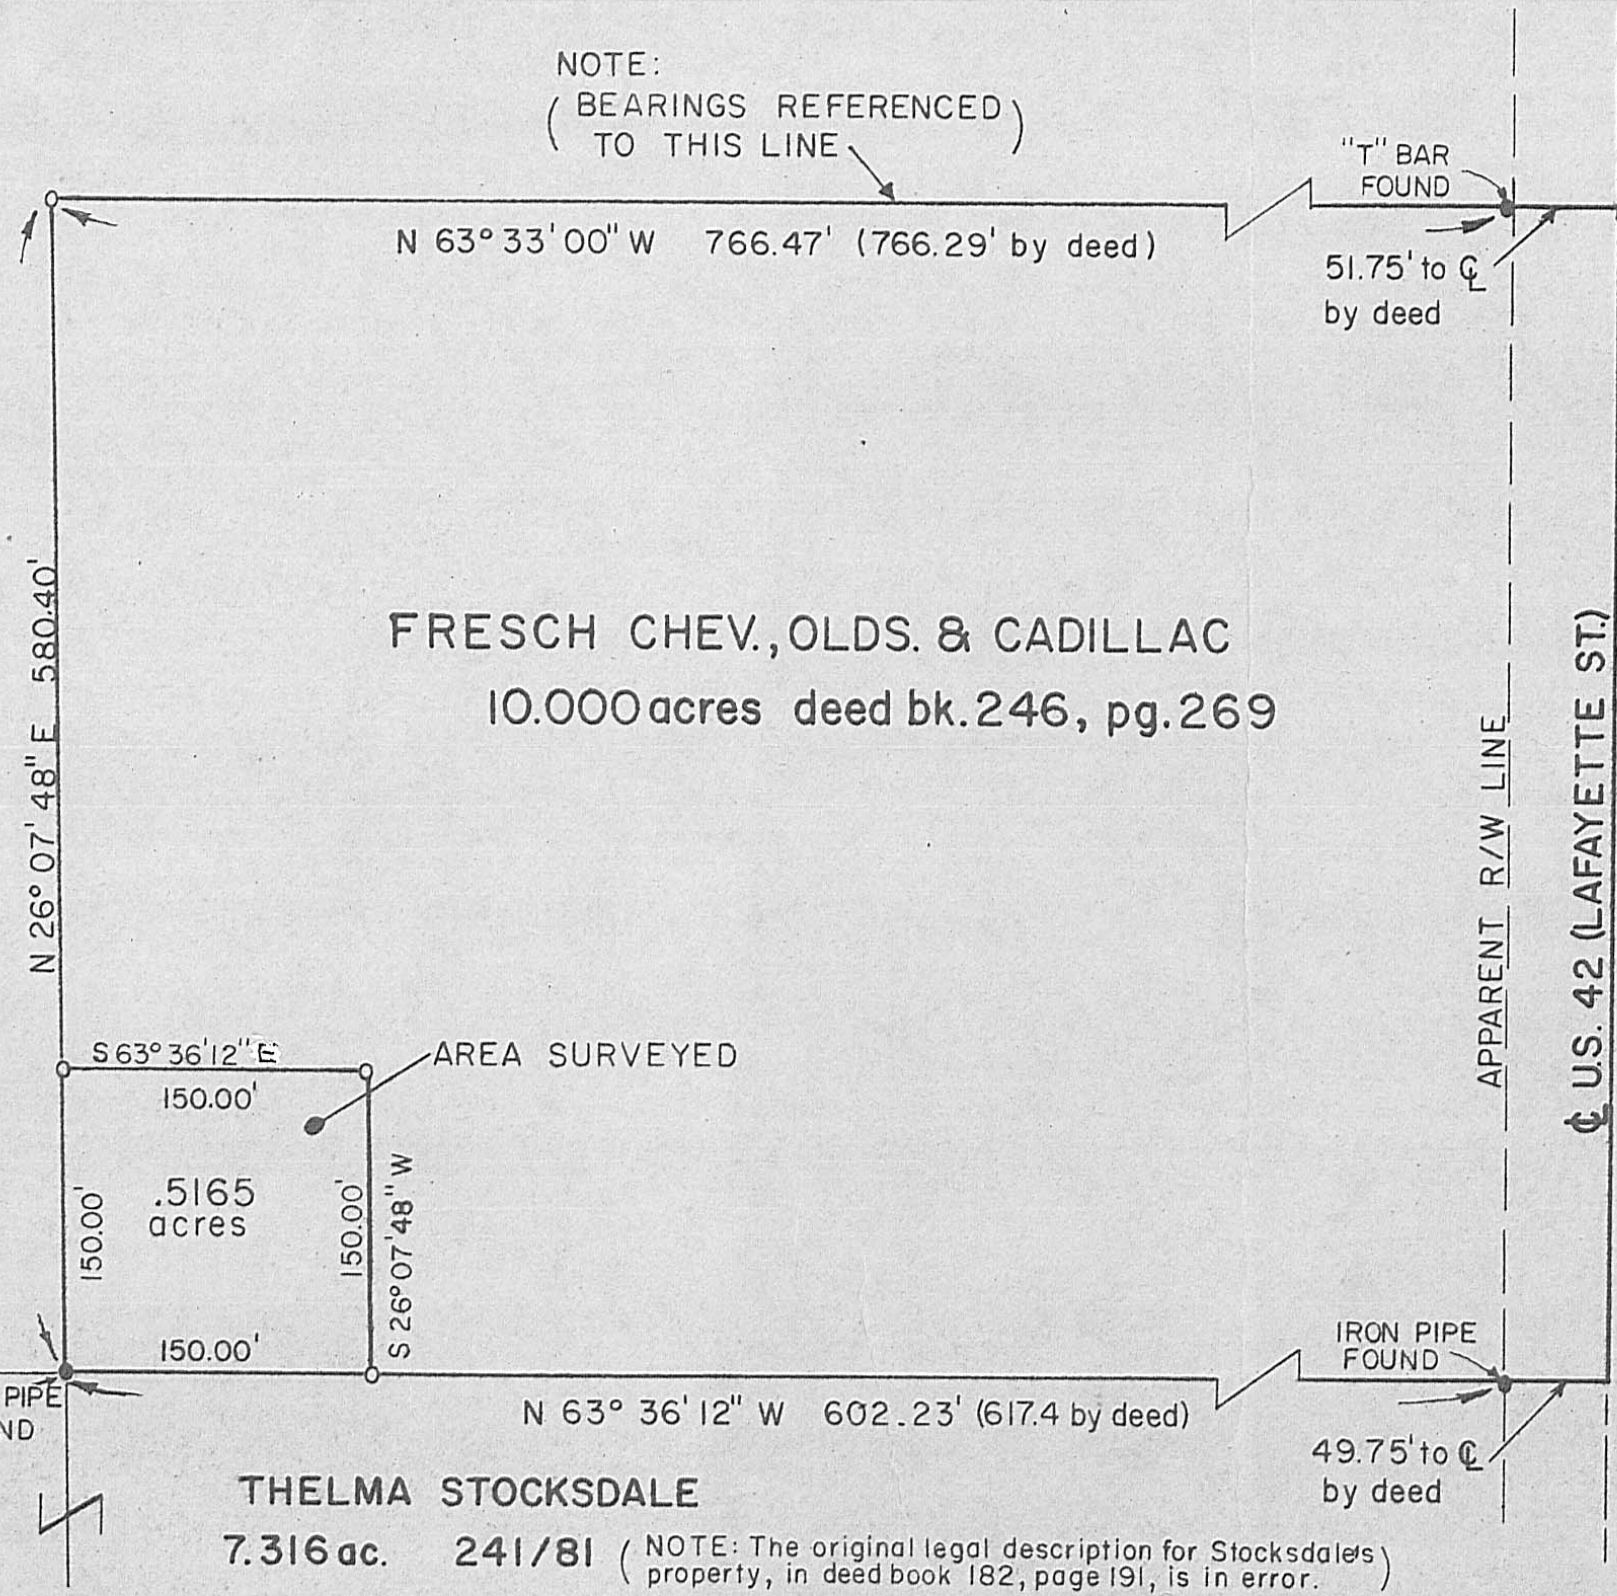 NOTE:
( BEARINGS REFERENCED )
TO THIS LINE
"T" BAR
FOUND
N 63° 33' 00" W 766.47' (766.29' by deed)
51.75' to ℄
by deed
N 26° 07' 48" E 580.40'
FRESCH CHEV., OLDS. & CADILLAC
10.000 acres deed bk. 246, pg. 269
APPARENT R/W LINE
℄ U.S. 42 (LAFAYETTE ST.)
S 63° 36' 12" E
150.00'
AREA SURVEYED
.5165
acres
150.00'
150.00'
S 26° 07' 48" W
150.00'
IRON PIPE
FOUND
PIPE
ND
N 63° 36' 12" W 602.23' (617.4 by deed)
49.75' to ℄
by deed
THELMA STOCKSDALE
7.316 ac. 241/81
( NOTE: The original legal description for Stocksdale's
property, in deed book 182, page 191, is in error. )